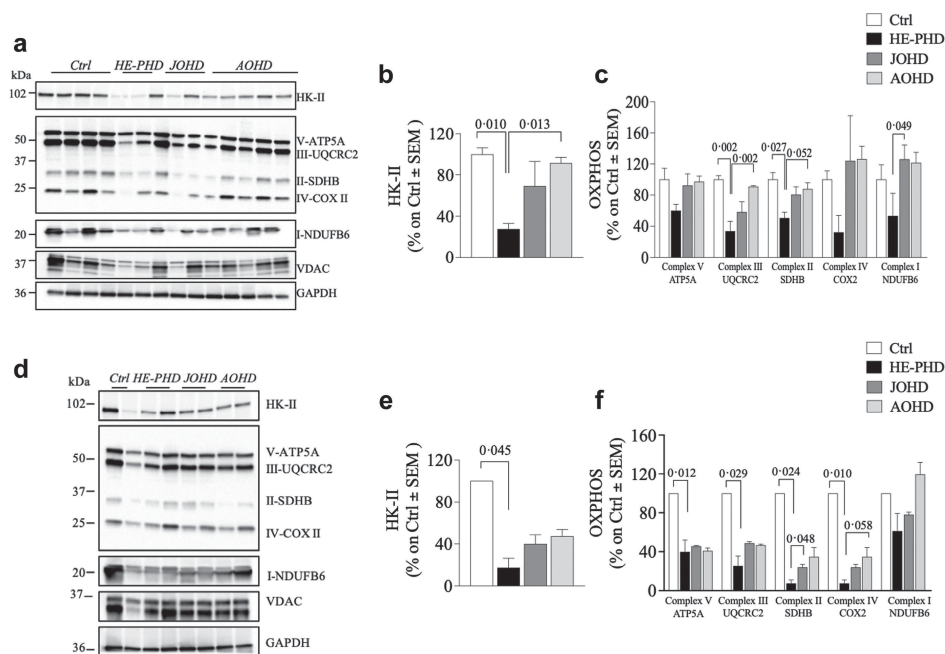 Ctrl
HE-PHD
JOHD
AOHD
a
kDa
Ctrl HE-PHD JOHD AOHD
102
HK-II
50
V-ATP5A
III-UQCRC2
37
II-SDHB
25
IV-COX II
20
I-NDUFB6
37
VDAC
36
GAPDH
b
HK-II
(% on Ctrl ± SEM )
120
80
40
0
0·010
0·013
c
OXPHOS
(% on Ctrl ± SEM)
200
160
120
80
40
0
0·002
0·002
0·027
0·052
0·049
Complex V Complex III Complex II Complex IV Complex I
ATP5A UQCRC2 SDHB COX2 NDUFB6
Ctrl
HE-PHD
JOHD
AOHD
d
kDa
Ctrl HE-PHD JOHD AOHD
102
HK-II
50
V-ATP5A
III-UQCRC2
37
II-SDHB
25
IV-COX II
20
I-NDUFB6
37
VDAC
36
GAPDH
e
HK-II
(% on Ctrl ± SEM )
120
80
40
0
0·045
f
OXPHOS
(% on Ctrl ± SEM)
160
120
80
40
0
0·012
0·029
0·024
0·048
0·010
0·058
Complex V Complex III Complex II Complex IV Complex I
ATP5A UQCRC2 SDHB COX2 NDUFB6